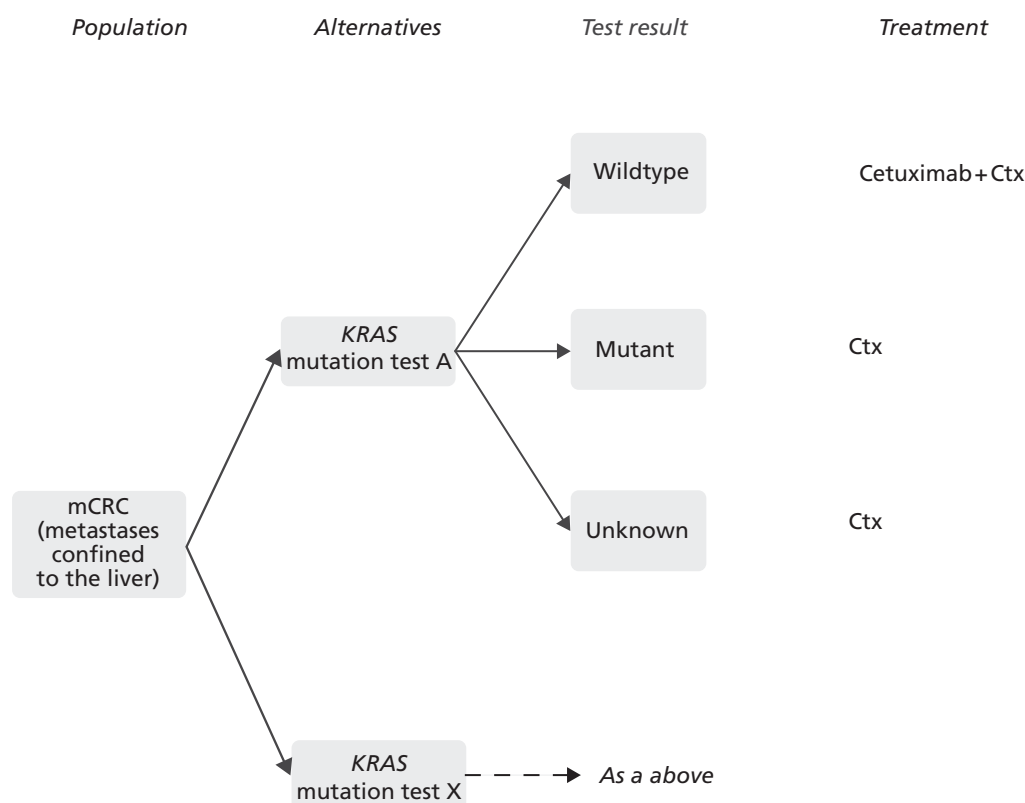 Population Alternatives Test result Treatment
Wildtype Cetuximab+Ctx
KRAS
mutation test A
Mutant Ctx
mCRC
(metastases
confined
to the liver)
Unknown Ctx
KRAS
mutation test X
As a above